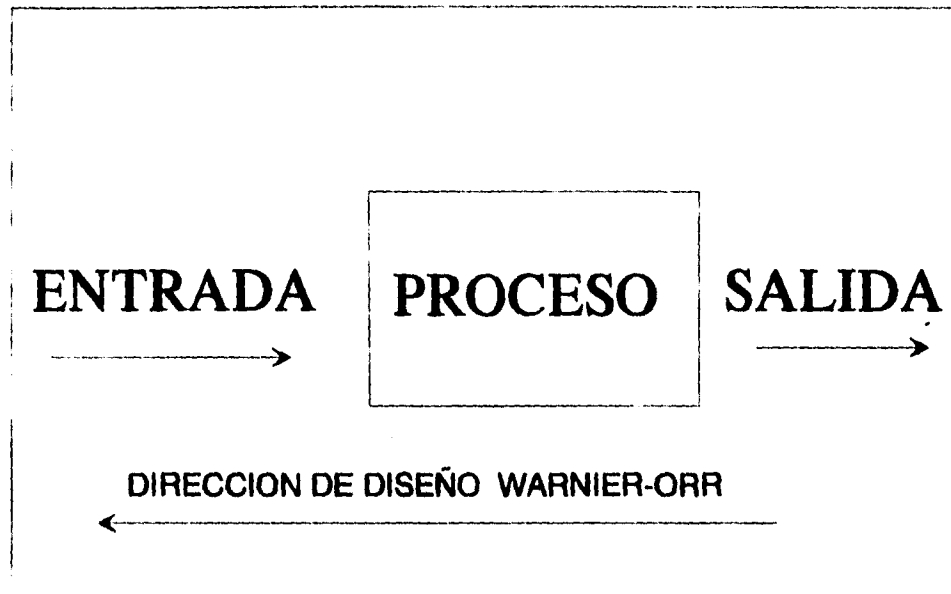 ENTRADA PROCESO SALIDA
DIRECCION DE DISEÑO WARNIER-ORR